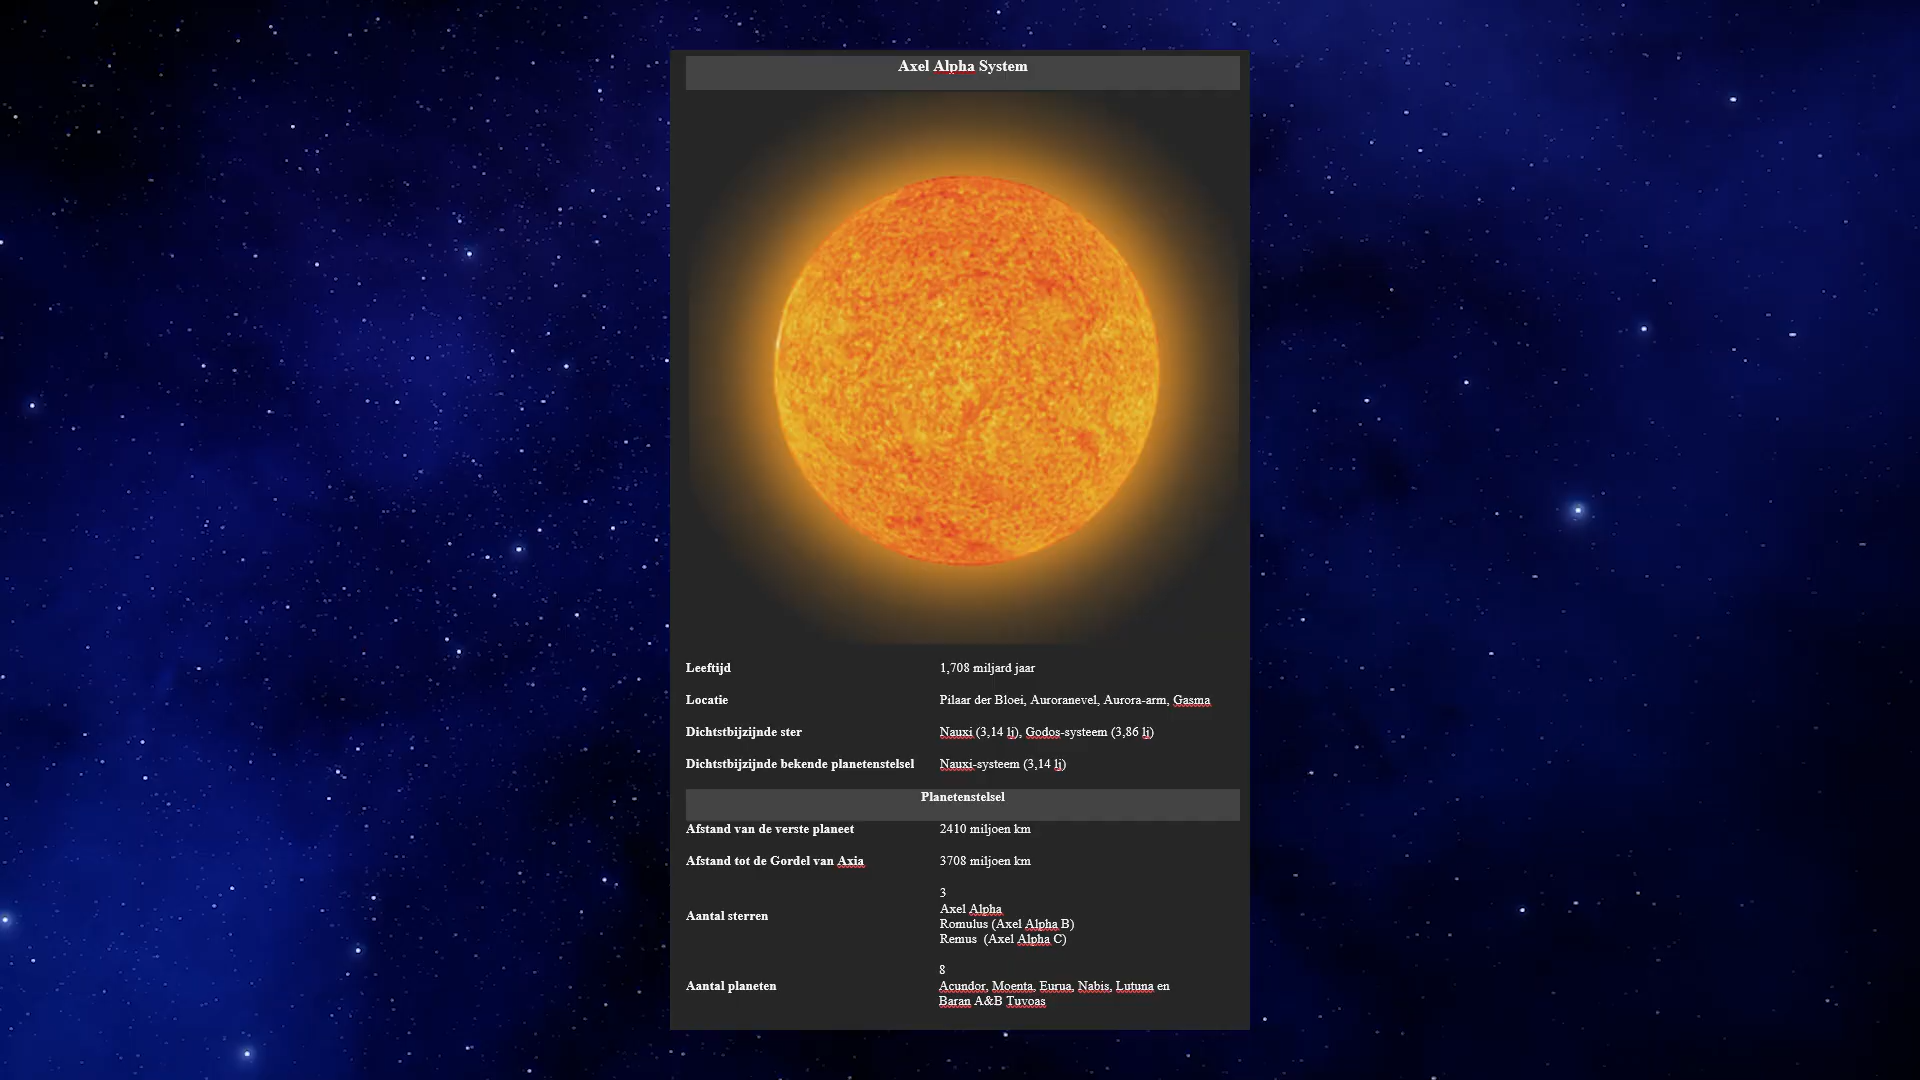 Axel Alpha System
Leeftijd 1,708 miljard jaar
Locatie Pilaar der Bloei, Auroranevel, Aurora-arm, Gasma
Dichtstbijzijnde ster Nauxi (3,14 lj), Godos-systeem (3,86 lj)
Dichtstbijzijnde bekende planetenstelsel Nauxi-systeem (3,14 lj)
Planetenstelsel
Afstand van de verste planeet 2410 miljoen km
Afstand tot de Gordel van Axia 3708 miljoen km
Aantal sterren
3
Axel Alpha
Romulus (Axel Alpha B)
Remus (Axel Alpha C)
Aantal planeten
8
Acundor, Moenta, Eurua, Nabis, Lutuna en
Baran A&B Tuvoas